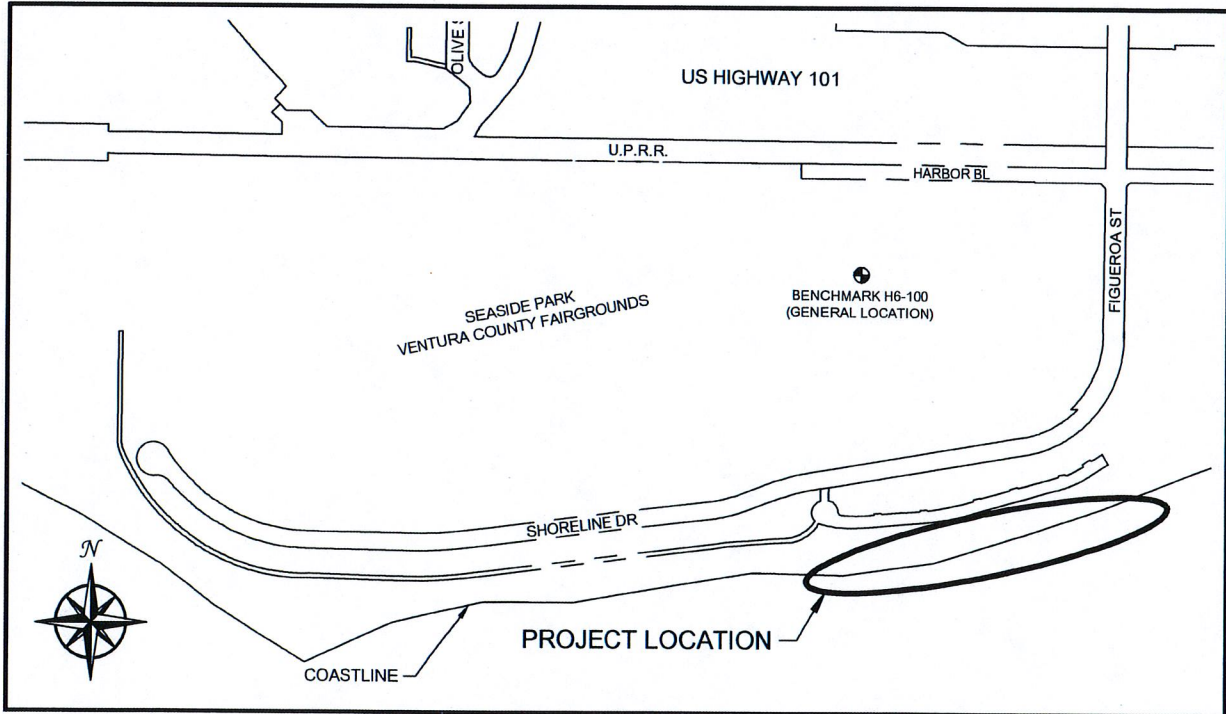 OLIVE S
US HIGHWAY 101
U.P.R.R.
HARBOR BL
FIGUEROA ST
SEASIDE PARK
VENTURA COUNTY FAIRGROUNDS
BENCHMARK H6-100
(GENERAL LOCATION)
SHORELINE DR
N
PROJECT LOCATION
COASTLINE